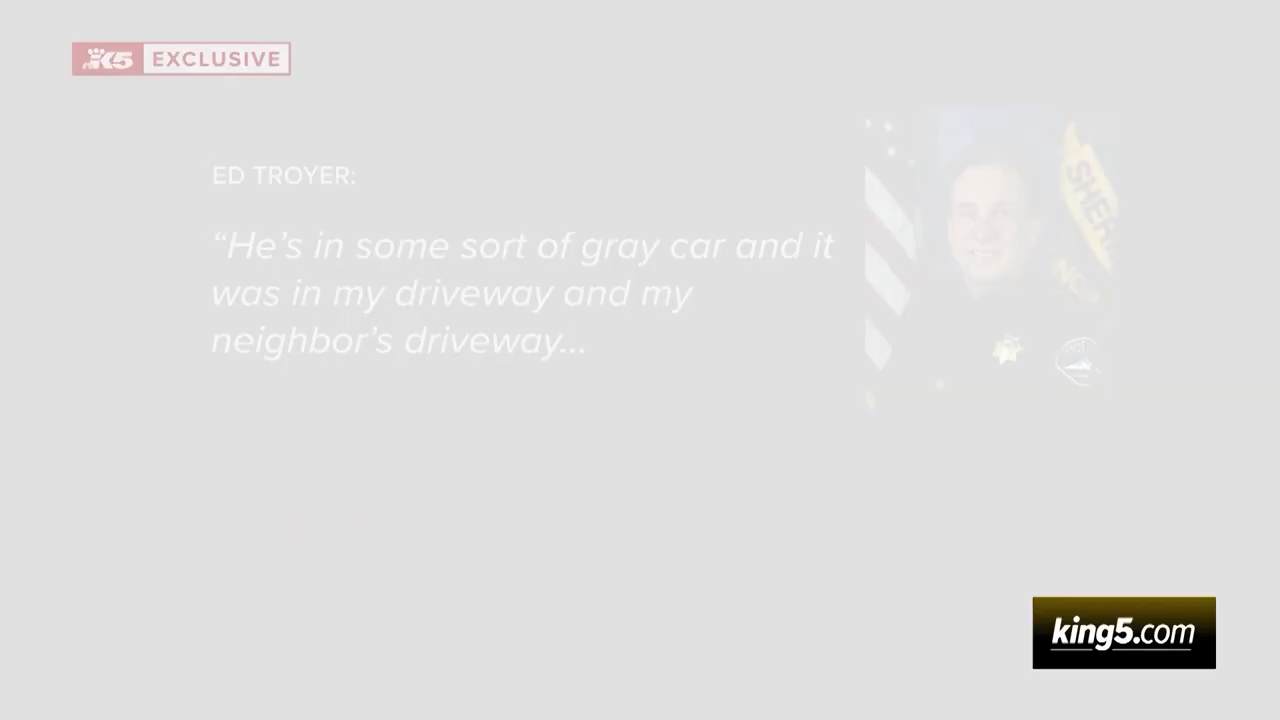 K5 EXCLUSIVE
ED TROYER:
“He’s in some sort of gray car and it
was in my driveway and my
neighbor’s driveway...
SHER
king5.com